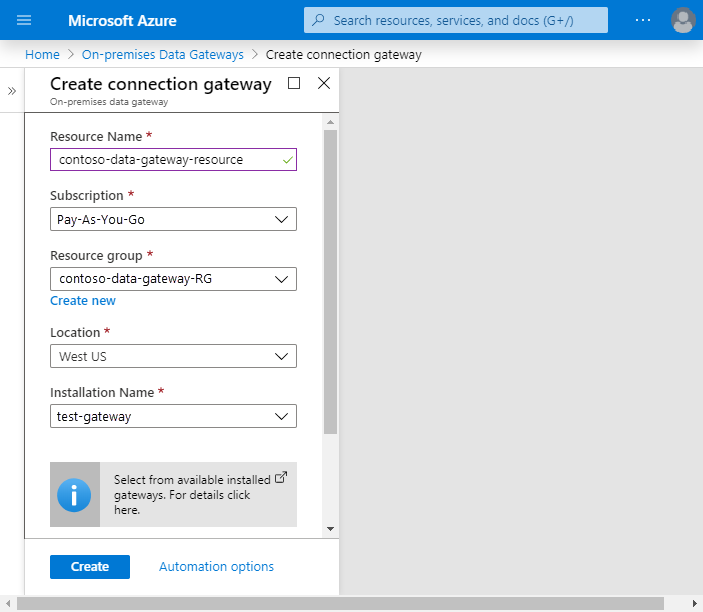 Microsoft Azure
Search resources, services, and docs (G+/)
Home > On-premises Data Gateways > Create connection gateway
Create connection gateway
On-premises data gateway
Resource Name *
contoso-data-gateway-resource
Subscription *
Pay-As-You-Go
Resource group *
contoso-data-gateway-RG
Create new
Location *
West US
Installation Name *
test-gateway
Select from available installed
gateways. For details click
here.
Create
Automation options